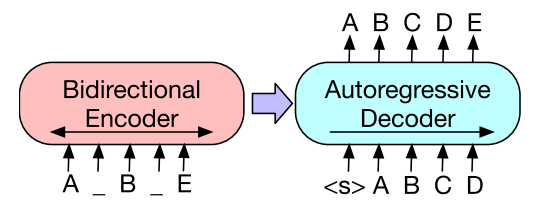 A B C D E
Bidirectional
Encoder
Autoregressive
Decoder
A _ B _ E
<s> A B C D